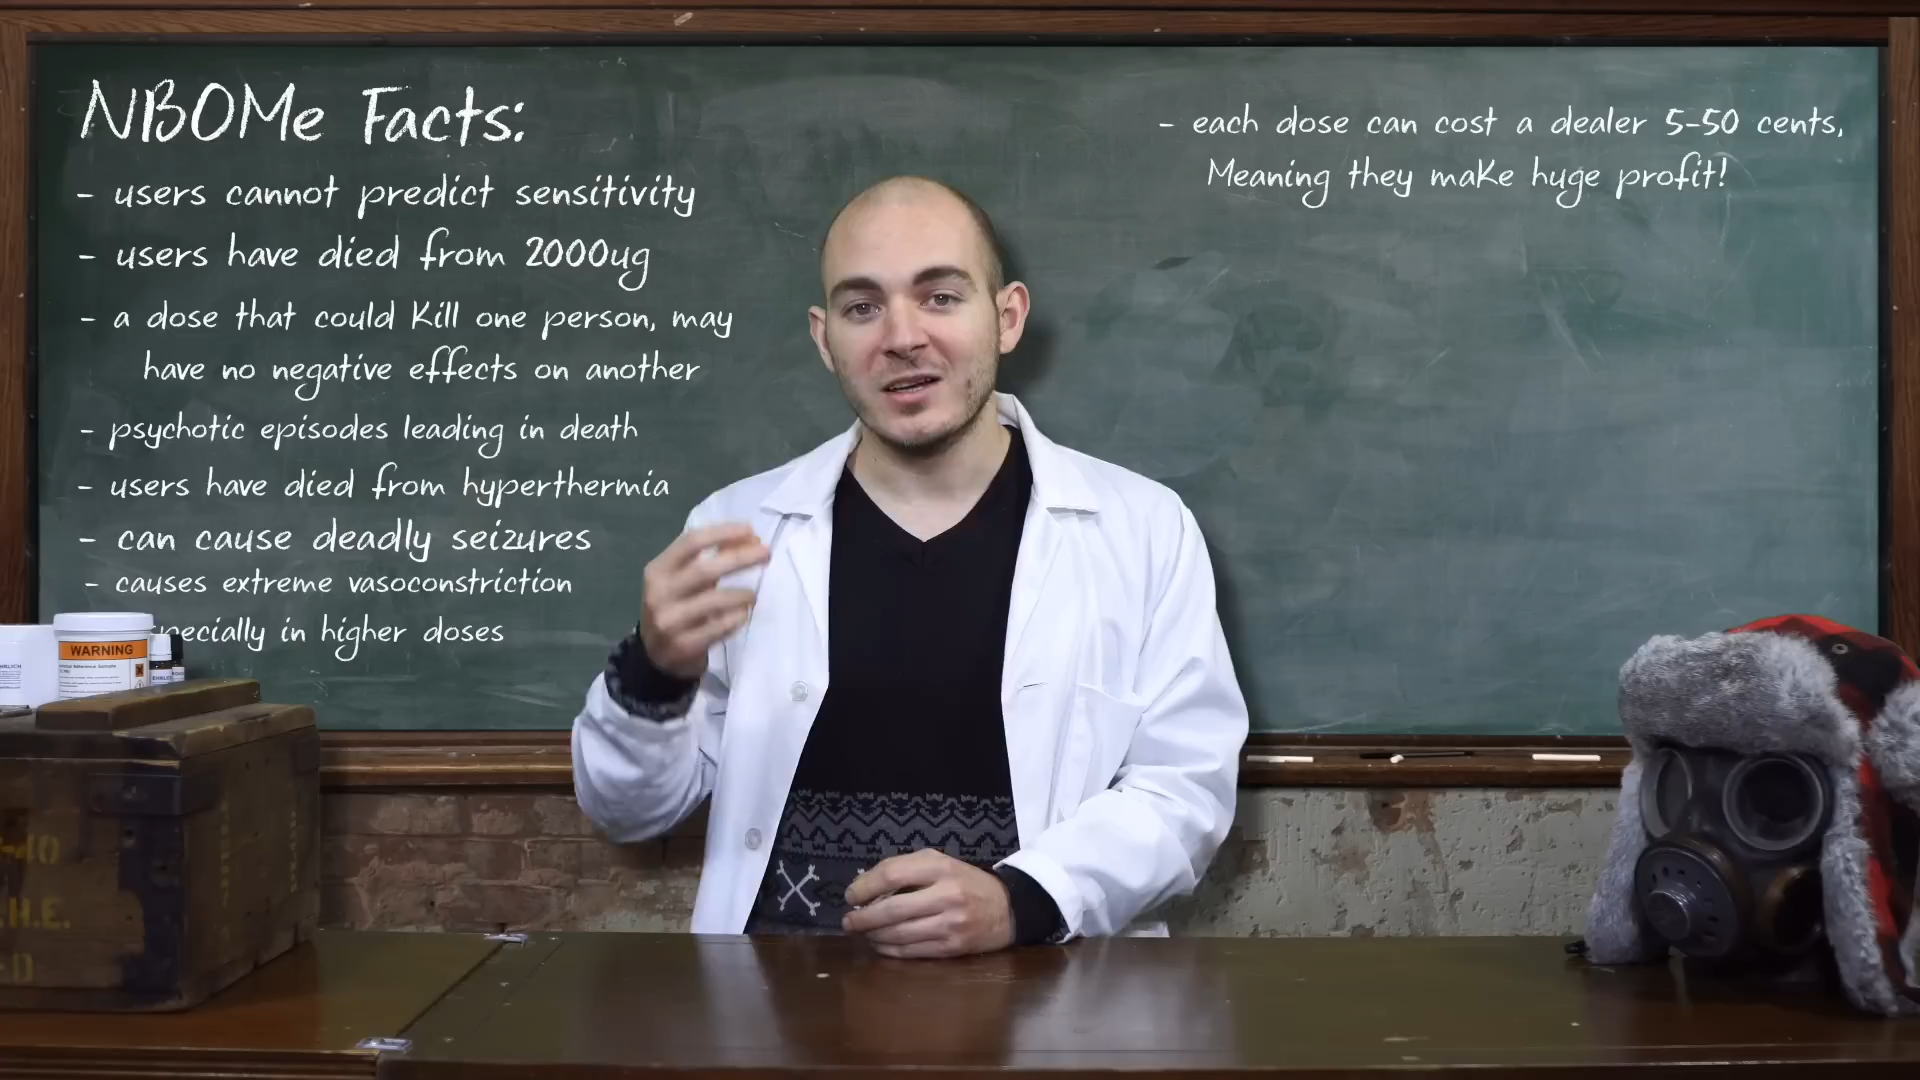 NBOMe Facts:
- users cannot predict sensitivity
- users have died from 2000ug
- a dose that could kill one person, may
have no negative effects on another
- psychotic episodes leading in death
- users have died from hyperthermia
- can cause deadly seizures
- causes extreme vasoconstriction
in higher doses
- each dose can cost a dealer 5-50 cents,
Meaning they make huge profit!
WARNING
.H.E.